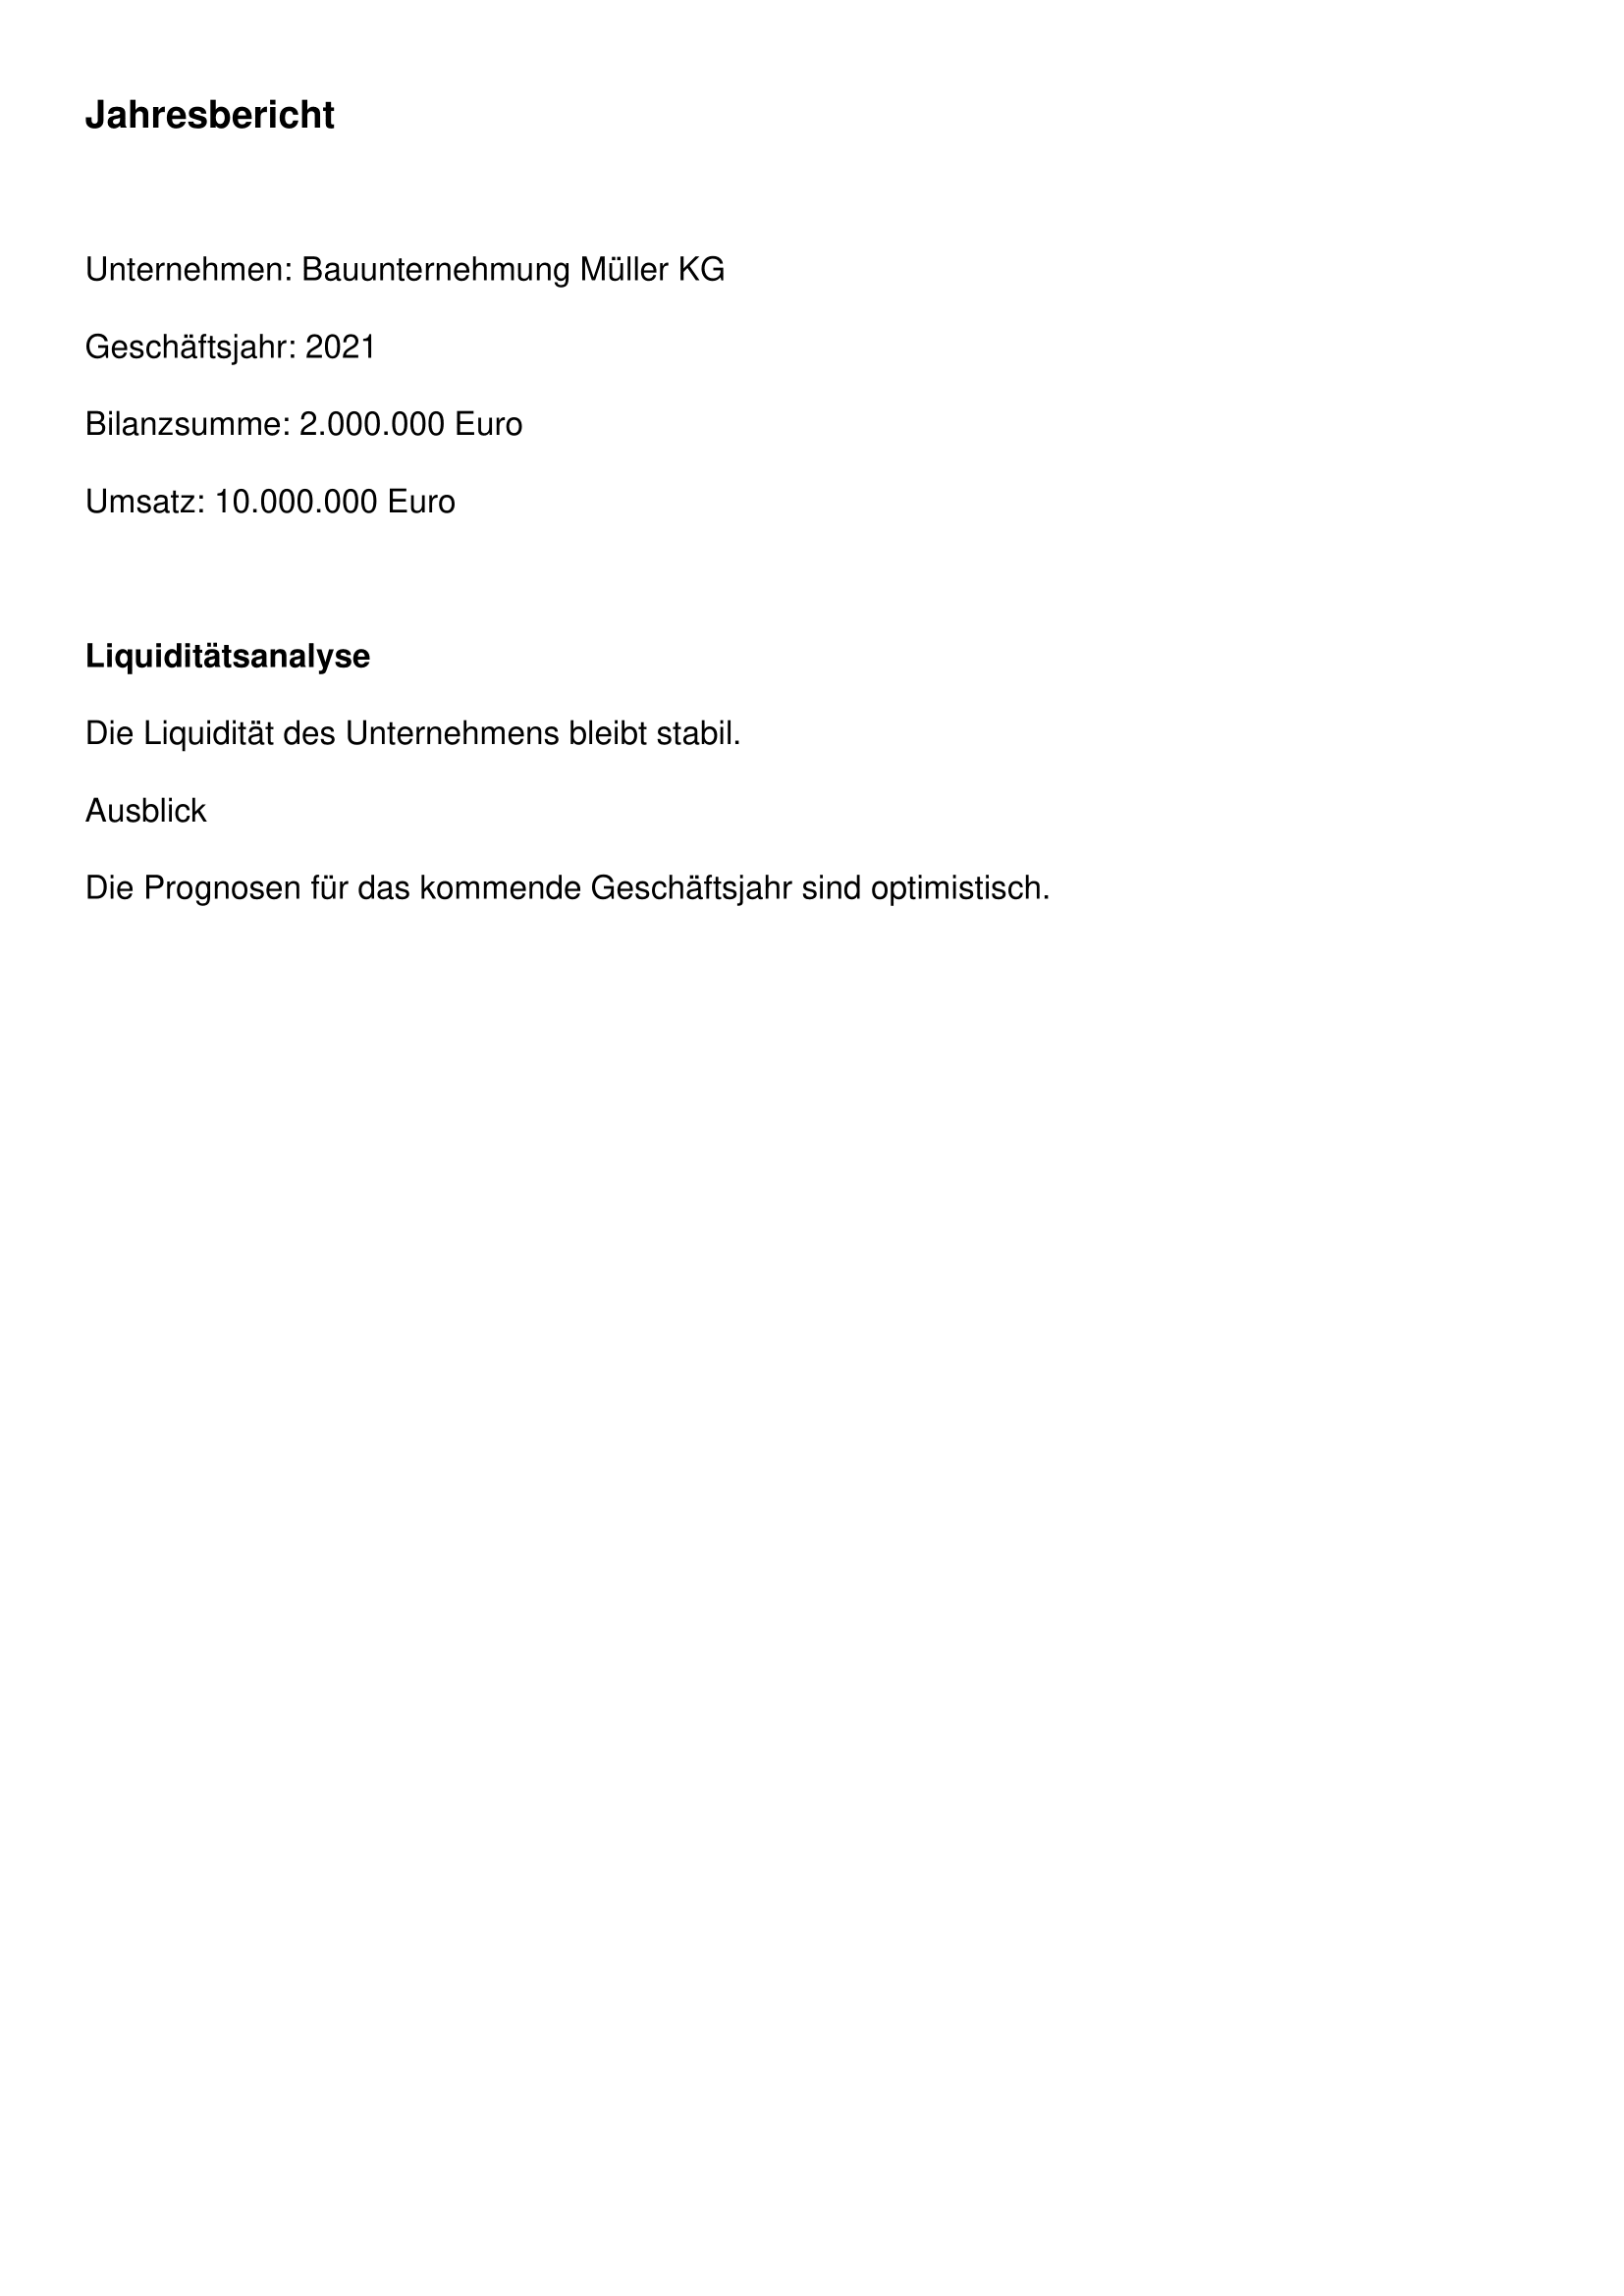 Jahresbericht
Unternehmen: Bauunternehmung Müller KG
Geschäftsjahr: 2021
Bilanzsumme: 2.000.000 Euro
Umsatz: 10.000.000 Euro
Liquiditätsanalyse
Die Liquidität des Unternehmens bleibt stabil.
Ausblick
Die Prognosen für das kommende Geschäftsjahr sind optimistisch.